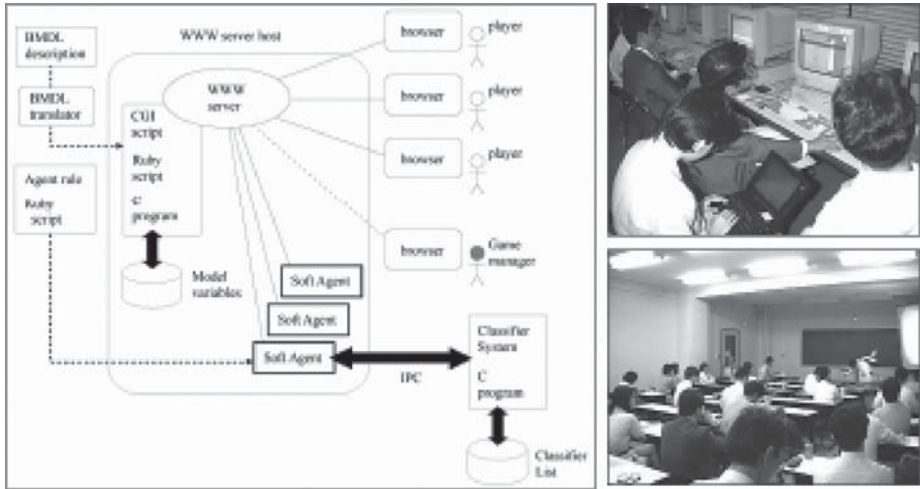 BMDL
description
BMDL
translator
Agent rule
Ruby
script
WWW server host
WWW
server
CGI
script
Ruby
script
C
program
Model
variables
Soft Agent
Soft Agent
Soft Agent
browser
player
browser
player
browser
player
browser
Game
manager
IPC
Classifier
System
C
program
Classifier
List